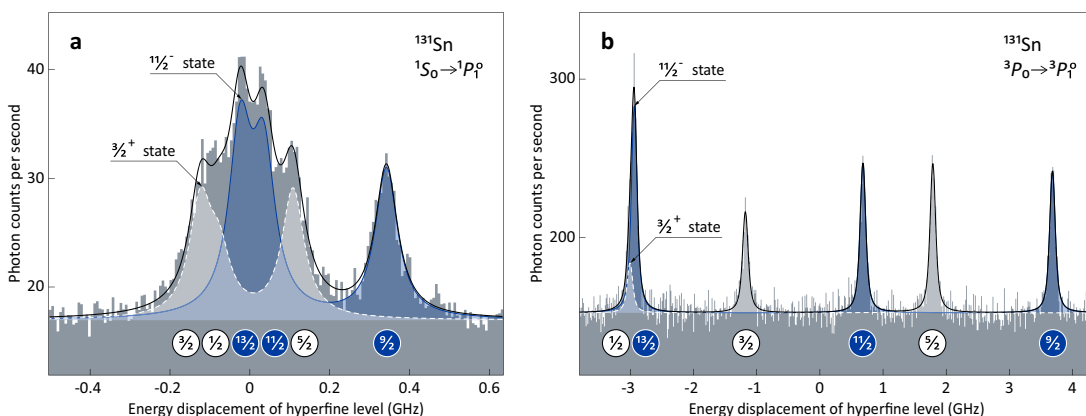 a
¹³¹Sn
¹S₀→¹P₁º
11½⁻ state
3⁄2⁺ state
40
30
20
Photon counts per second
3⁄2 1⁄2 13⁄2 11⁄2 5⁄2 9⁄2
-0.4 -0.2 0 0.2 0.4 0.6
Energy displacement of hyperfine level (GHz)
b
¹³¹Sn
³P₀→³P₁º
11⁄2⁻ state
3⁄2⁺ state
300
200
Photon counts per second
1⁄2 13⁄2 3⁄2 11⁄2 5⁄2 9⁄2
-3 -2 -1 0 1 2 3 4
Energy displacement of hyperfine level (GHz)